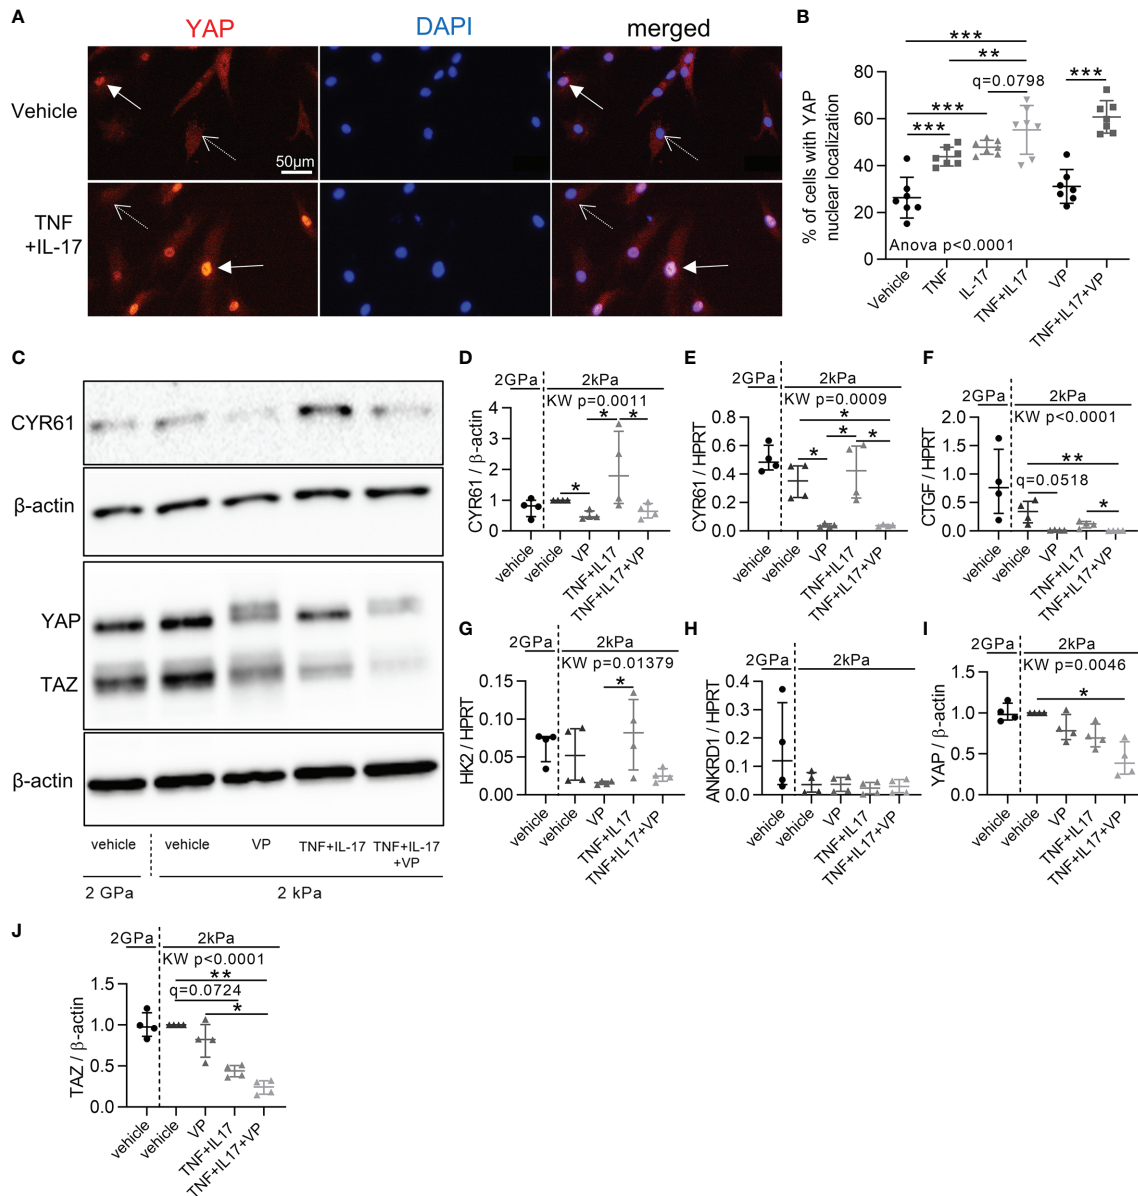 A
YAP
DAPI
merged
Vehicle
50µm
TNF
+IL-17
B
% of cells with YAP
nuclear localization
80
60
40
20
0
***
**
q=0.0798
***
***
***
Anova p<0.0001
Vehicle
TNF
IL-17
TNF+IL17
VP
TNF+IL17+VP
C
CYR61
β-actin
YAP
TAZ
β-actin
vehicle
vehicle
VP
TNF+IL-17
TNF+IL-17
+VP
2 GPa
2 kPa
D
2GPa
2kPa
KW p=0.0011
*
*
*
CYR61 / β-actin
4
3
2
1
0
vehicle
vehicle
VP
TNF+IL17
TNF+IL17+VP
E
2GPa
2kPa
KW p=0.0009
*
*
*
*
CYR61 / HPRT
0.8
0.6
0.4
0.2
0.0
vehicle
vehicle
VP
TNF+IL17
TNF+IL17+VP
F
2GPa
2kPa
KW p<0.0001
**
q=0.0518
*
CTGF / HPRT
2.0
1.5
1.0
0.5
0.0
vehicle
vehicle
VP
TNF+IL17
TNF+IL17+VP
G
2GPa
2kPa
KW p=0.01379
*
HK2 / HPRT
0.15
0.10
0.05
0.00
vehicle
vehicle
VP
TNF+IL17
TNF+IL17+VP
H
2GPa
2kPa
ANKRD1 / HPRT
0.4
0.3
0.2
0.1
0.0
vehicle
vehicle
VP
TNF+IL17
TNF+IL17+VP
I
2GPa
2kPa
KW p=0.0046
*
YAP / β-actin
1.5
1.0
0.5
0.0
vehicle
vehicle
VP
TNF+IL17
TNF+IL17+VP
J
2GPa
2kPa
KW p<0.0001
**
q=0.0724
*
TAZ / β-actin
1.5
1.0
0.5
0.0
vehicle
vehicle
VP
TNF+IL17
TNF+IL17+VP